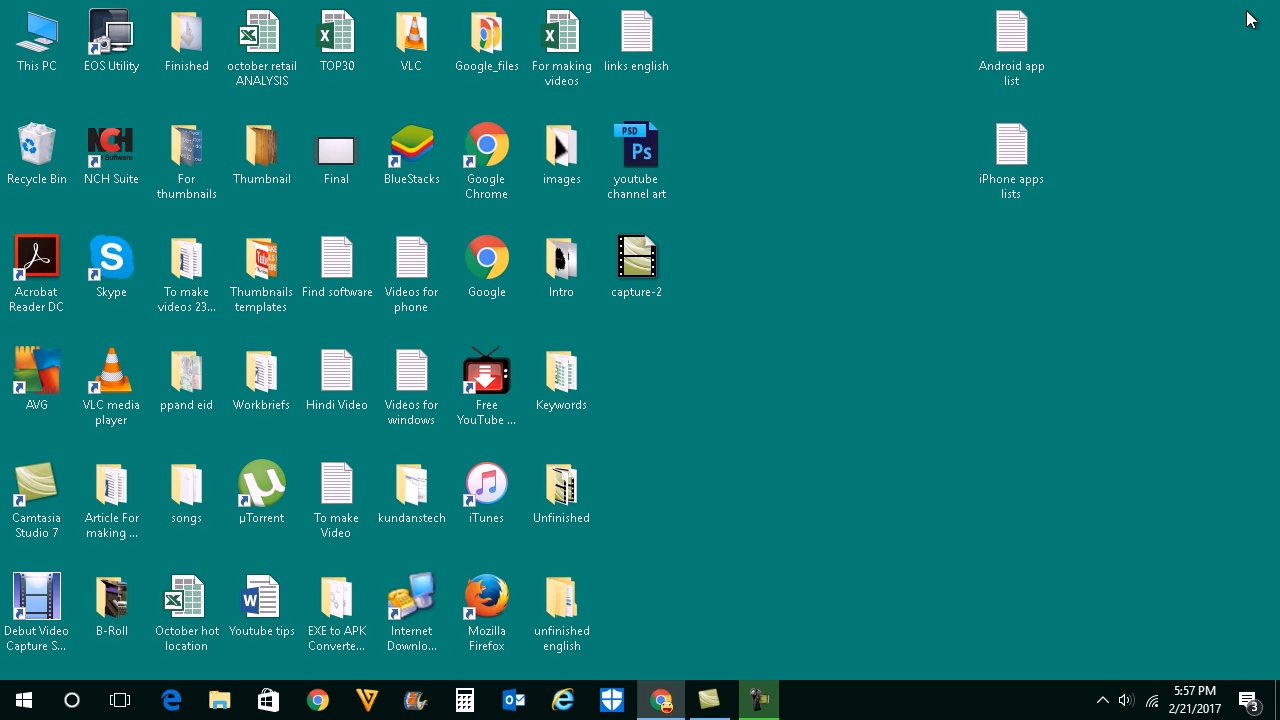 This PC
EOS Utility
Finished
october retail
ANALYSIS
TOP30
VLC
Google_files
For making
videos
links english
Android app
list
Recycle Bin
NCH
Software
NCH Suite
For
thumbnails
Thumbnail
Final
BlueStacks
Google
Chrome
images
PSD
Ps
youtube
channel art
iPhone apps
lists
Acrobat
Reader DC
Skype
To make
videos 23...
Thumbnails
templates
Find software
Videos for
phone
Google
Intro
capture-2
AVG
VLC media
player
ppand eid
Workbriefs
Hindi Video
Videos for
windows
Free
YouTube ...
Keywords
Camtasia
Studio 7
Article For
making ...
songs
µTorrent
To make
Video
kundanstech
iTunes
Unfinished
Debut Video
Capture S...
B-Roll
October hot
location
Youtube tips
EXE to APK
Converte...
Internet
Downlo...
Mozilla
Firefox
unfinished
english
5:57 PM
2/21/2017
3